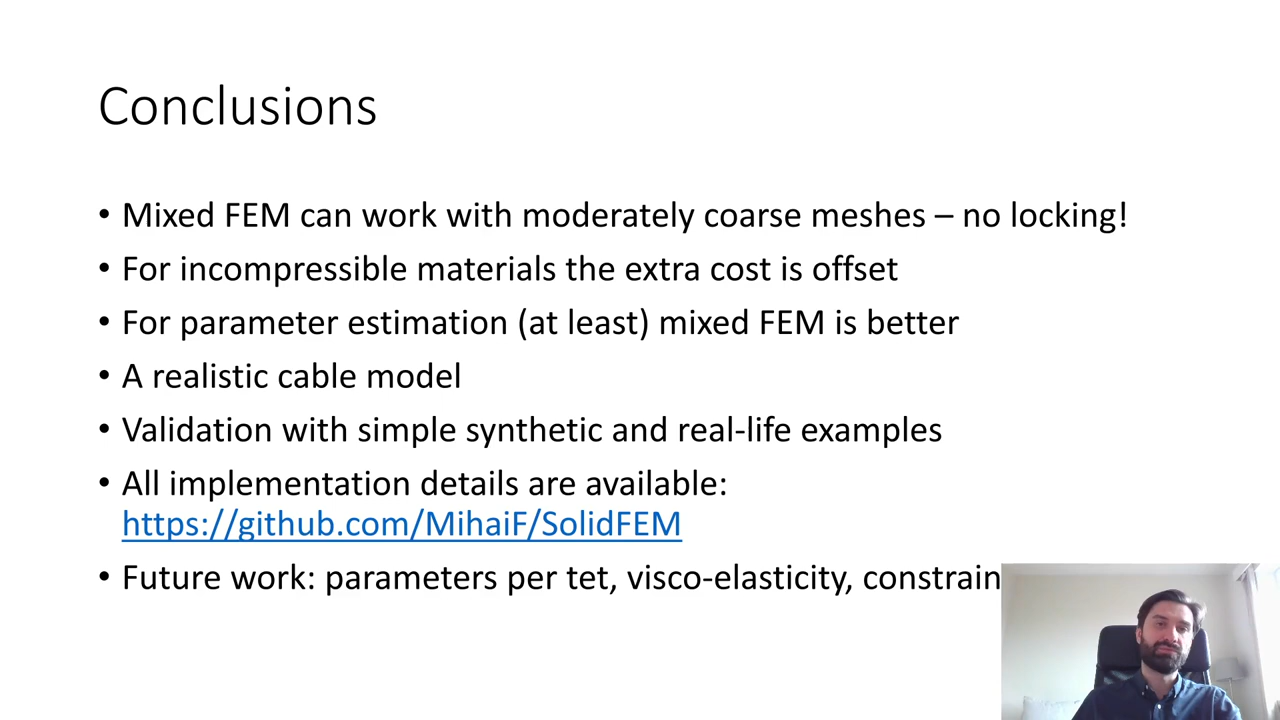 Conclusions
• Mixed FEM can work with moderately coarse meshes – no locking!
• For incompressible materials the extra cost is offset
• For parameter estimation (at least) mixed FEM is better
• A realistic cable model
• Validation with simple synthetic and real-life examples
• All implementation details are available:
https://github.com/MihaiF/SolidFEM
• Future work: parameters per tet, visco-elasticity, constrain